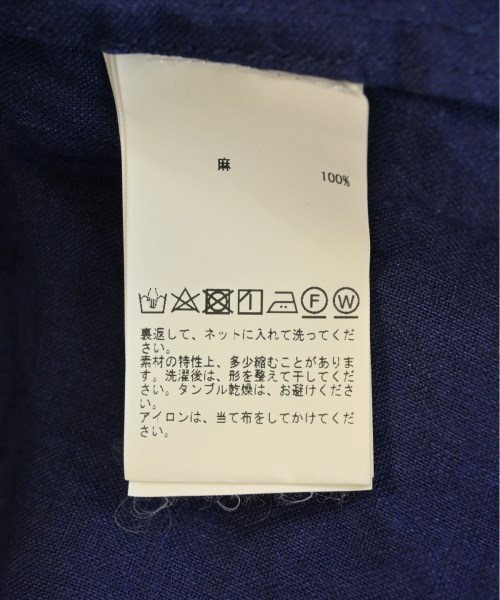 麻
100%
F W
裏返して、ネットに入れて洗ってくだ
さい。
素材の特性上、多少縮むことがありま
す。洗濯後は、形を整えて干してくださ
い。タンブル乾燥は、お避けください。
アイロンは、当て布をしてかけてくだ
さい。